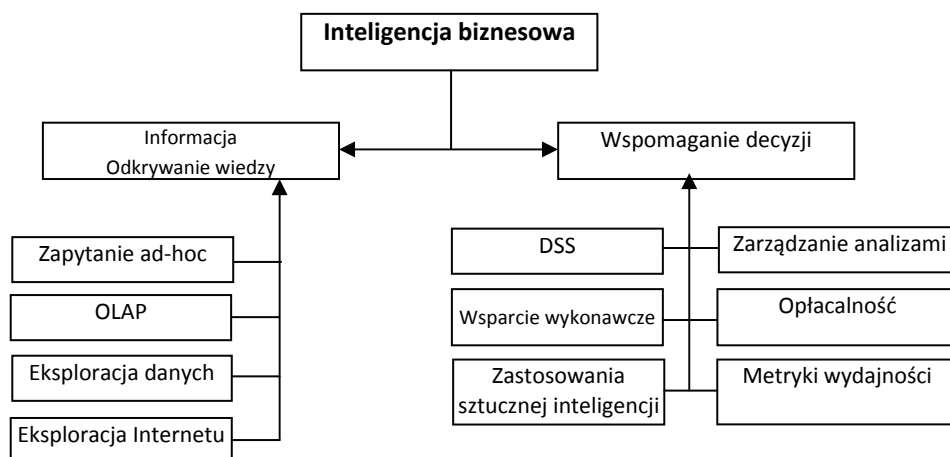 Inteligencja biznesowa
Informacja
Odkrywanie wiedzy
Wspomaganie decyzji
Zapytanie ad-hoc
OLAP
Eksploracja danych
Eksploracja Internetu
DSS
Zarządzanie analizami
Wsparcie wykonawcze
Opłacalność
Zastosowania
sztucznej inteligencji
Metryki wydajności